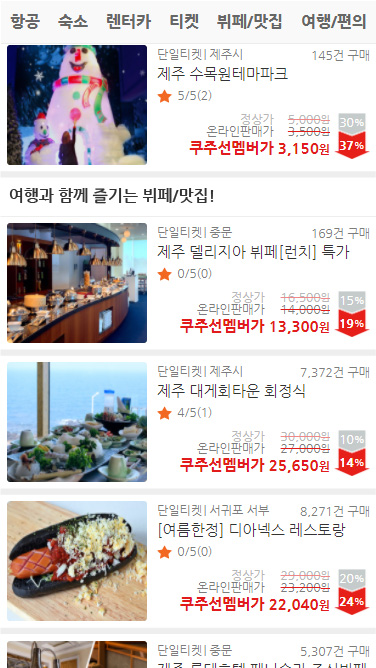 항공 숙소 렌터카 티켓 뷔페/맛집 여행/편의
단일티켓| 제주시 145건 구매
제주 수목원테마파크
5/5(2)
정상가 5,000원 30%
온라인판매가 3,500원
쿠주선멤버가 3,150원 37%
여행과 함께 즐기는 뷔페/맛집!
단일티켓| 중문 169건 구매
제주 델리지아 뷔페[런치] 특가
0/5(0)
정상가 16,500원 15%
온라인판매가 14,000원
쿠주선멤버가 13,300원 19%
단일티켓| 제주시 7,372건 구매
제주 대게회타운 회정식
4/5(1)
정상가 30,000원 10%
온라인판매가 27,000원
쿠주선멤버가 25,650원 14%
단일티켓| 서귀포 서부 8,271건 구매
[여름한정] 디아넥스 레스토랑
0/5(0)
정상가 29,000원 20%
온라인판매가 23,200원
쿠주선멤버가 22,040원 24%
단일티켓| 중문 5,307건 구매
제주 롯데호텔